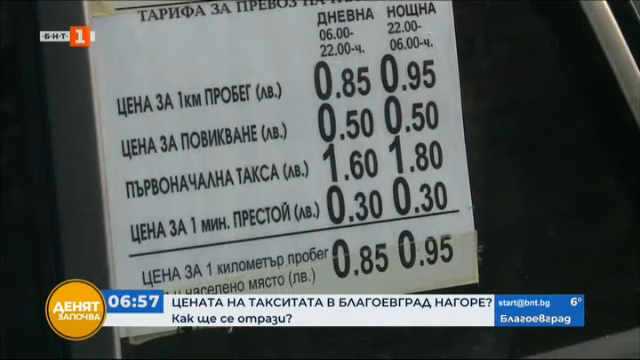 БНТ 1
ТАРИФА ЗА ПРЕВОЗ НА
ДНЕВНА НОЩНА
06.00- 22.00-
22.00-ч. 06.00-ч.
ЦЕНА ЗА 1км ПРОБЕГ (лв.) 0.85 0.95
ЦЕНА ЗА ПОВИКВАНЕ (лв.) 0.50 0.50
ПЪРВОНАЧАЛНА ТАКСА (лв.) 1.60 1.80
ЦЕНА ЗА 1 мин. ПРЕСТОЙ (лв.) 0.30 0.30
ЦЕНА ЗА 1 километър пробег 0.85 0.95
населено място (лв.)
ДЕНЯТ
ЗАПОЧВА
06:57
ЦЕНАТА НА ТАКСИТАТА В БЛАГОЕВГРАД НАГОРЕ?
Как ще се отрази?
start@bnt.bg 6°
Благоевград